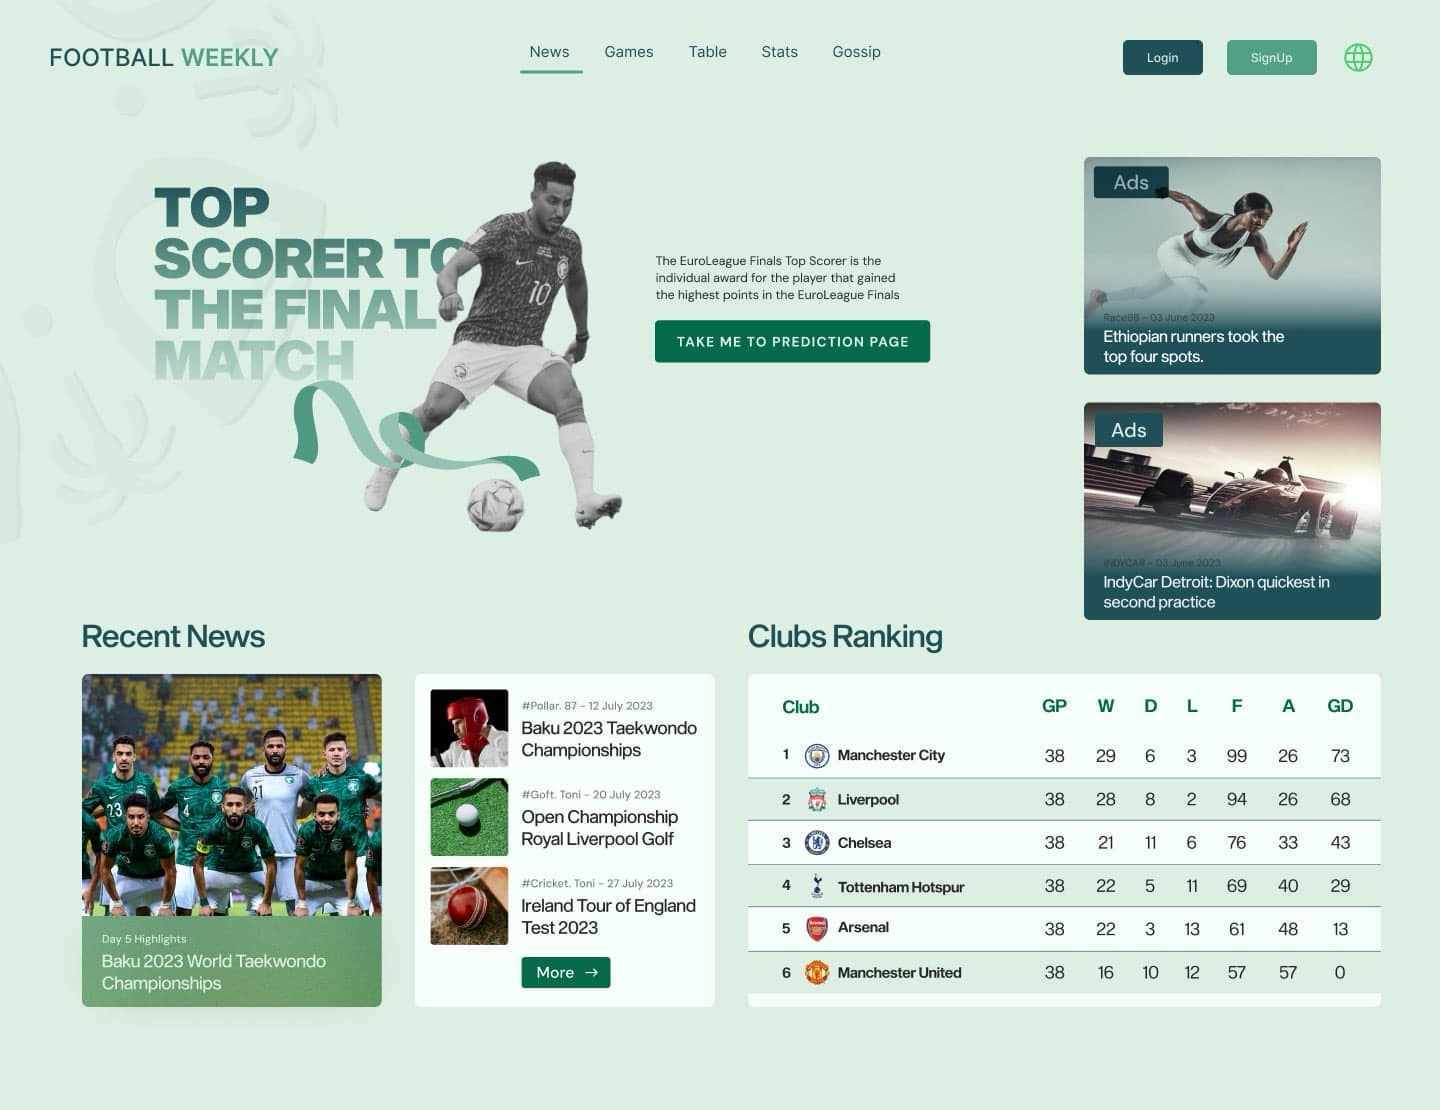 FOOTBALL WEEKLY
News Games Table Stats Gossip
Login SignUp
TOP
SCORER TO
THE FINAL
MATCH
10
The EuroLeague Finals Top Scorer is the
individual award for the player that gained
the highest points in the EuroLeague Finals
TAKE ME TO PREDICTION PAGE
Ads
Race98 - 03 June 2023
Ethiopian runners took the
top four spots.
Ads
INDYCAR - 03 June 2023
IndyCar Detroit: Dixon quickest in
second practice
Recent News
23 4 21
Day 5 Highlights
Baku 2023 World Taekwondo
Championships
#Pollar. 87 - 12 July 2023
Baku 2023 Taekwondo
Championships
#Goft. Toni - 20 July 2023
Open Championship
Royal Liverpool Golf
#Cricket. Toni - 27 July 2023
Ireland Tour of England
Test 2023
More →
Clubs Ranking
Club GP W D L F A GD
1 Manchester City 38 29 6 3 99 26 73
2 Liverpool 38 28 8 2 94 26 68
3 Chelsea 38 21 11 6 76 33 43
4 Tottenham Hotspur 38 22 5 11 69 40 29
5 Arsenal 38 22 3 13 61 48 13
6 Manchester United 38 16 10 12 57 57 0